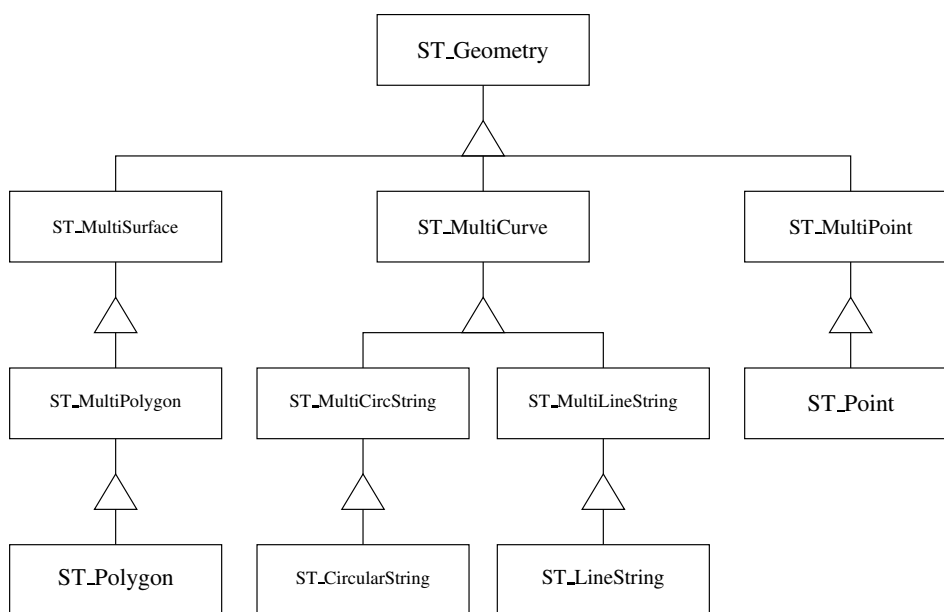 ST_Geometry
ST_MultiSurface
ST_MultiCurve
ST_MultiPoint
ST_MultiPolygon
ST_MultiCircString
ST_MultiLineString
ST_Point
ST_Polygon
ST_CircularString
ST_LineString